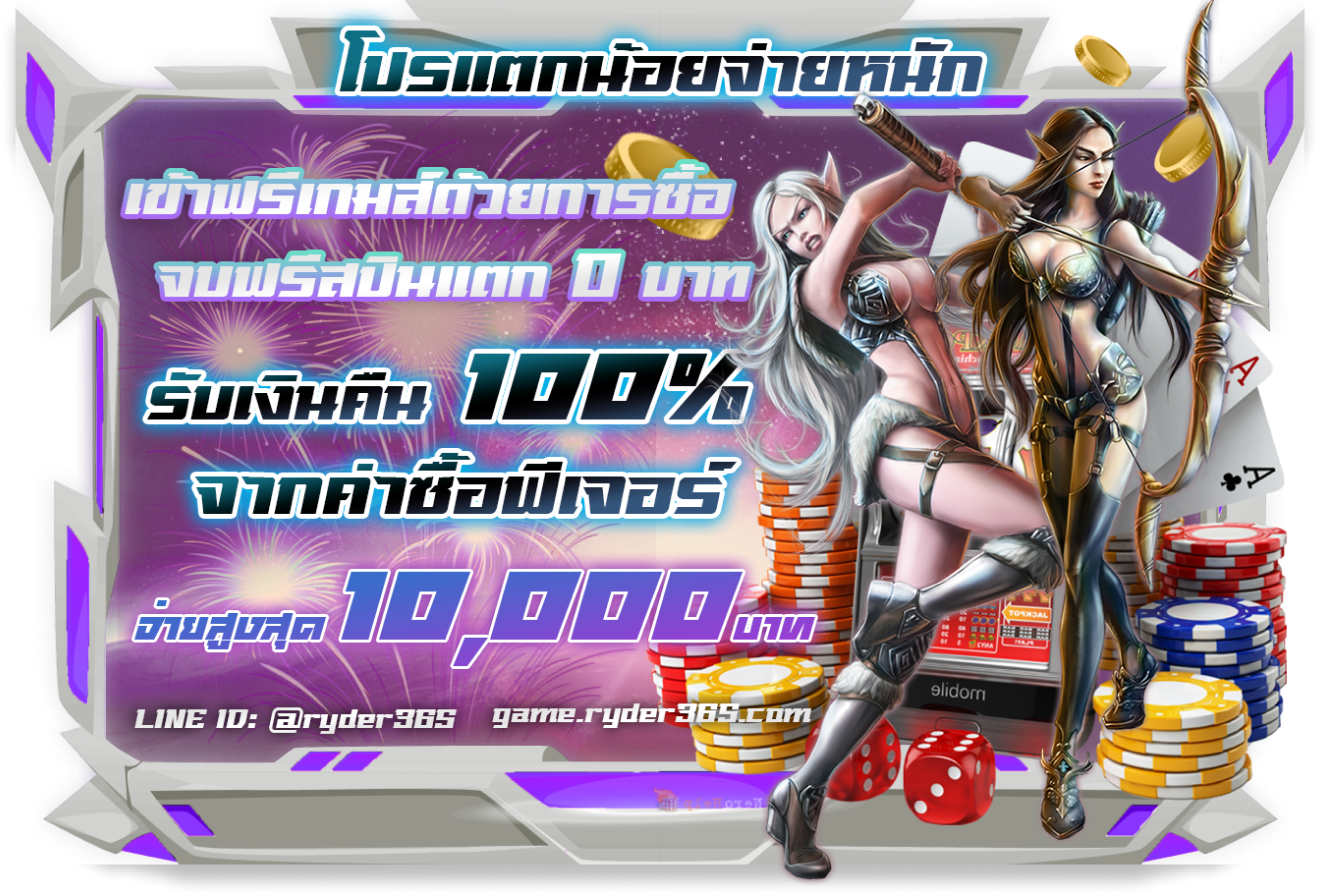 โปรแตกน้อยจ่ายหนัก
เข้าฟรีเกมส์ด้วยการซื้อ
จบฟรีสปินแตก 0 บาท
รับเงินคืน 100%
จากค่าซื้อฟีเจอร์
จ่ายสูงสุด 10,000 บาท
LINE ID: @ryder365 game.ryder365.com
A
A
JACKPOT
mobile